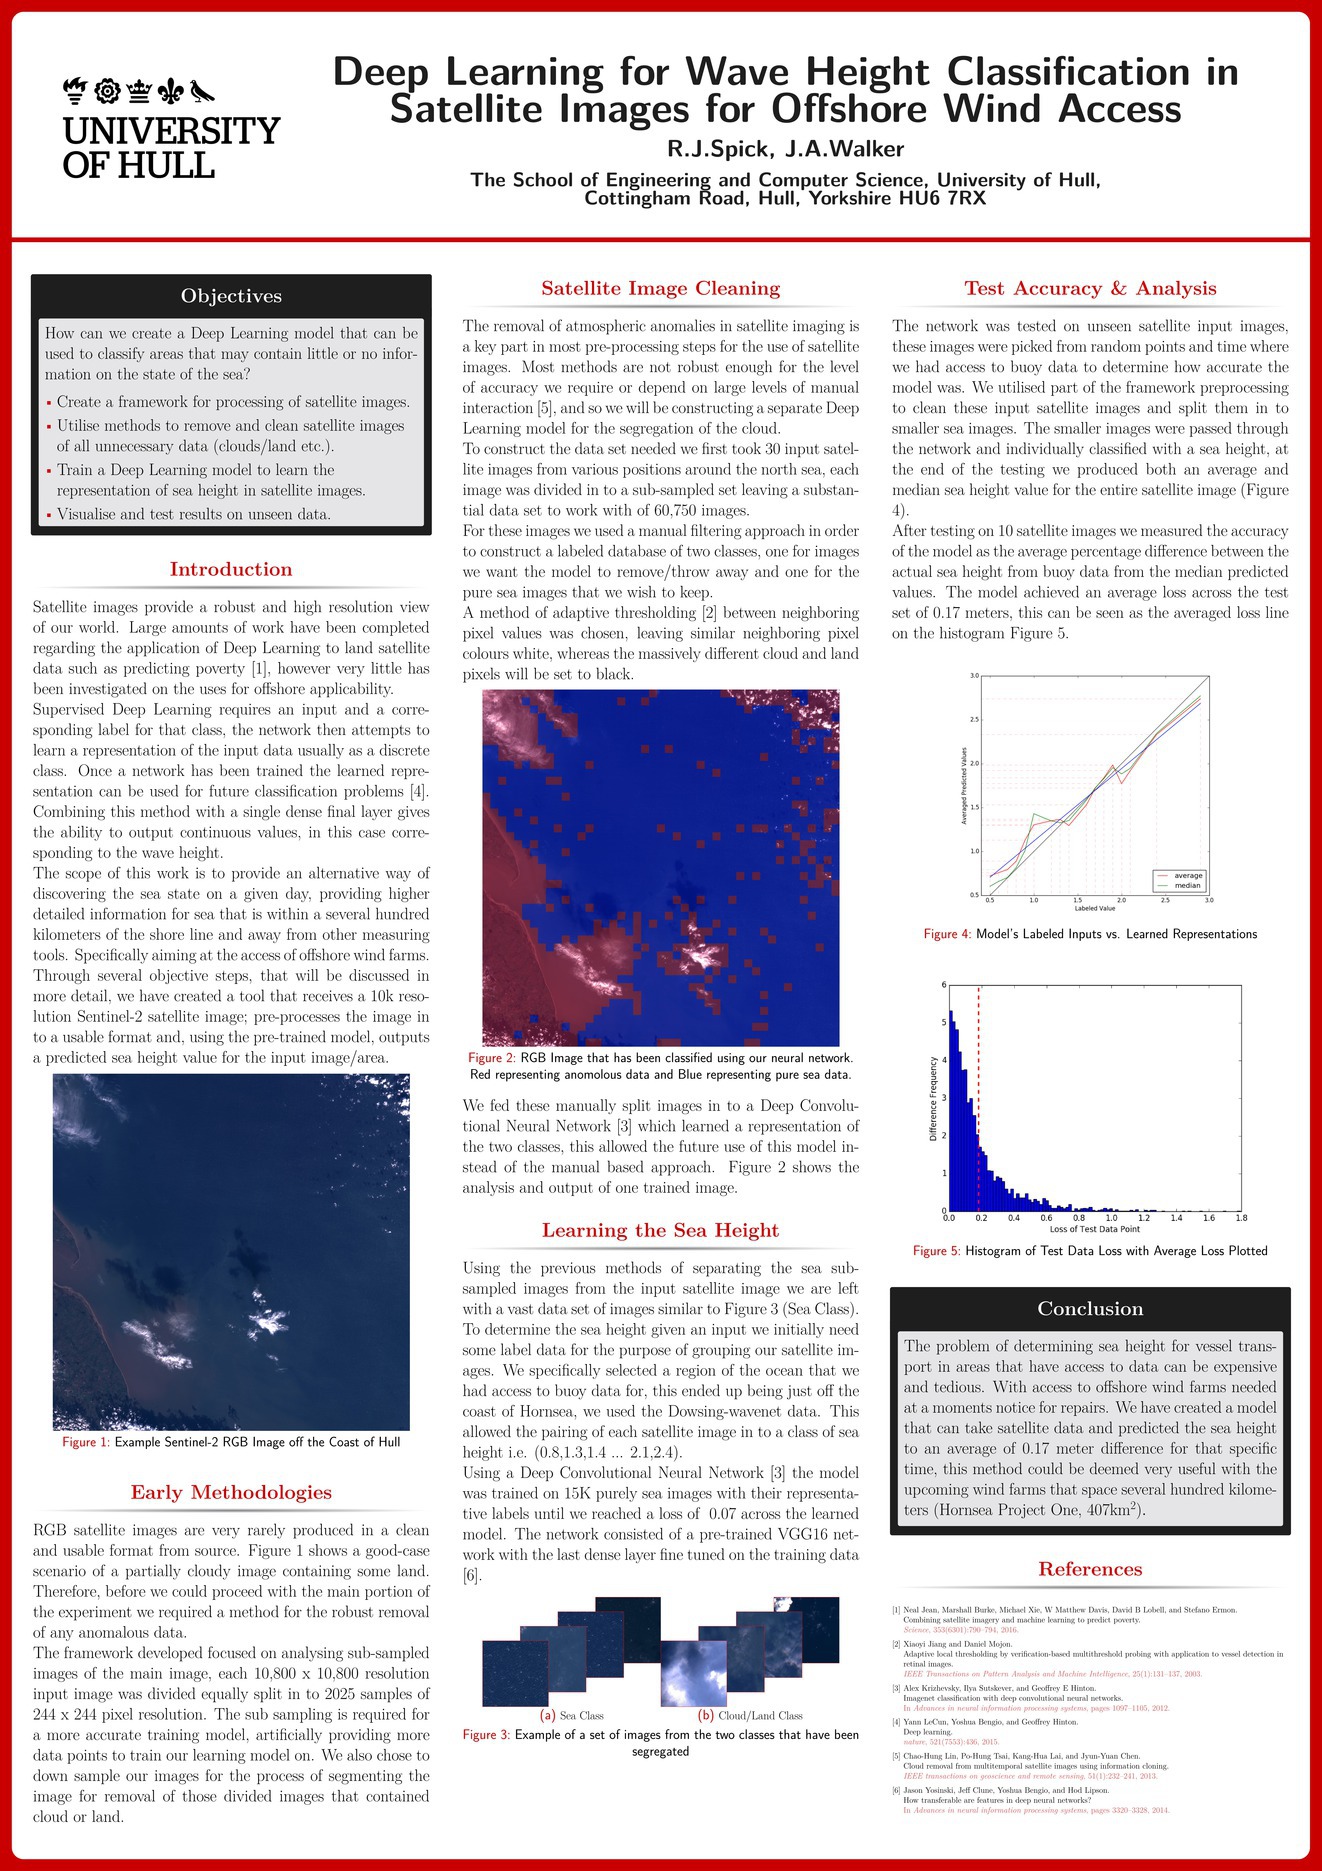 UNIVERSITY
OF HULL
Deep Learning for Wave Height Classification in
Satellite Images for Offshore Wind Access
R.J.Spick, J.A.Walker
The School of Engineering and Computer Science, University of Hull,
Cottingham Road, Hull, Yorkshire HU6 7RX
Objectives
How can we create a Deep Learning model that can be
used to classify areas that may contain little or no infor-
mation on the state of the sea?
Create a framework for processing of satellite images.
Utilise methods to remove and clean satellite images
of all unnecessary data (clouds/land etc.).
Train a Deep Learning model to learn the
representation of sea height in satellite images.
Visualise and test results on unseen data.
Introduction
Satellite images provide a robust and high resolution view
of our world. Large amounts of work have been completed
regarding the application of Deep Learning to land satellite
data such as predicting poverty [1], however very little has
been investigated on the uses for offshore applicability.
Supervised Deep Learning requires an input and a corre-
sponding label for that class, the network then attempts to
learn a representation of the input data usually as a discrete
class. Once a network has been trained the learned repre-
sentation can be used for future classification problems [4].
Combining this method with a single dense final layer gives
the ability to output continuous values, in this case corre-
sponding to the wave height.
The scope of this work is to provide an alternative way of
discovering the sea state on a given day, providing higher
detailed information for sea that is within a several hundred
kilometers of the shore line and away from other measuring
tools. Specifically aiming at the access of offshore wind farms.
Through several objective steps, that will be discussed in
more detail, we have created a tool that receives a 10k reso-
lution Sentinel-2 satellite image; pre-processes the image in
to a usable format and, using the pre-trained model, outputs
a predicted sea height value for the input image/area.
Figure 1: Example Sentinel-2 RGB Image off the Coast of Hull
Early Methodologies
RGB satellite images are very rarely produced in a clean
and usable format from source. Figure 1 shows a good-case
scenario of a partially cloudy image containing some land.
Therefore, before we could proceed with the main portion of
the experiment we required a method for the robust removal
of any anomalous data.
The framework developed focused on analysing sub-sampled
images of the main image, each 10,800 x 10,800 resolution
input image was divided equally split in to 2025 samples of
244 x 244 pixel resolution. The sub sampling is required for
a more accurate training model, artificially providing more
data points to train our learning model on. We also chose to
down sample our images for the process of segmenting the
image for removal of those divided images that contained
cloud or land.
Satellite Image Cleaning
The removal of atmospheric anomalies in satellite imaging is
a key part in most pre-processing steps for the use of satellite
images. Most methods are not robust enough for the level
of accuracy we require or depend on large levels of manual
interaction [5], and so we will be constructing a separate Deep
Learning model for the segregation of the cloud.
To construct the data set needed we first took 30 input satel-
lite images from various positions around the north sea, each
image was divided in to a sub-sampled set leaving a substan-
tial data set to work with of 60,750 images.
For these images we used a manual filtering approach in order
to construct a labeled database of two classes, one for images
we want the model to remove/throw away and one for the
pure sea images that we wish to keep.
A method of adaptive thresholding [2] between neighboring
pixel values was chosen, leaving similar neighboring pixel
colours white, whereas the massively different cloud and land
pixels will be set to black.
Figure 2: RGB Image that has been classified using our neural network.
Red representing anomolous data and Blue representing pure sea data.
We fed these manually split images in to a Deep Convolu-
tional Neural Network [3] which learned a representation of
the two classes, this allowed the future use of this model in-
stead of the manual based approach. Figure 2 shows the
analysis and output of one trained image.
Learning the Sea Height
Using the previous methods of separating the sea sub-
sampled images from the input satellite image we are left
with a vast data set of images similar to Figure 3 (Sea Class).
To determine the sea height given an input we initially need
some label data for the purpose of grouping our satellite im-
ages. We specifically selected a region of the ocean that we
had access to buoy data for, this ended up being just off the
coast of Hornsea, we used the Dowsing-wavenet data. This
allowed the pairing of each satellite image in to a class of sea
height i.e. (0.8,1.3,1.4 ... 2.1,2.4).
Using a Deep Convolutional Neural Network [3] the model
was trained on 15K purely sea images with their representa-
tive labels until we reached a loss of 0.07 across the learned
model. The network consisted of a pre-trained VGG16 net-
work with the last dense layer fine tuned on the training data
[6].
(a) Sea Class
(b) Cloud/Land Class
Figure 3: Example of a set of images from the two classes that have been
segregated
Test Accuracy & Analysis
The network was tested on unseen satellite input images,
these images were picked from random points and time where
we had access to buoy data to determine how accurate the
model was. We utilised part of the framework preprocessing
to clean these input satellite images and split them in to
smaller sea images. The smaller images were passed through
the network and individually classified with a sea height, at
the end of the testing we produced both an average and
median sea height value for the entire satellite image (Figure
4).
After testing on 10 satellite images we measured the accuracy
of the model as the average percentage difference between the
actual sea height from buoy data from the median predicted
values. The model achieved an average loss across the test
set of 0.17 meters, this can be seen as the averaged loss line
on the histogram Figure 5.
3.0
2.5
2.0
1.5
1.0
0.5
Averaged Predicted Values
average
median
0.5 1.0 1.5 2.0 2.5 3.0
Labeled Value
Figure 4: Model's Labeled Inputs vs. Learned Representations
6
5
4
3
2
1
0
Difference Frequency
0.0 0.2 0.4 0.6 0.8 1.0 1.2 1.4 1.6 1.8
Loss of Test Data Point
Figure 5: Histogram of Test Data Loss with Average Loss Plotted
Conclusion
The problem of determining sea height for vessel trans-
port in areas that have access to data can be expensive
and tedious. With access to offshore wind farms needed
at a moments notice for repairs. We have created a model
that can take satellite data and predicted the sea height
to an average of 0.17 meter difference for that specific
time, this method could be deemed very useful with the
upcoming wind farms that space several hundred kilome-
ters (Hornsea Project One, 407km²).
References
[1] Neal Jean, Marshall Burke, Michael Xie, W Matthew Davis, David B Lobell, and Stefano Ermon.
Combining satellite imagery and machine learning to predict poverty.
Science, 353(6301):790–794, 2016.
[2] Xiaoyi Jiang and Daniel Mojon.
Adaptive local thresholding by verification-based multithreshold probing with application to vessel detection in
retinal images.
IEEE Transactions on Pattern Analysis and Machine Intelligence, 25(1):131–137, 2003.
[3] Alex Krizhevsky, Ilya Sutskever, and Geoffrey E Hinton.
Imagenet classification with deep convolutional neural networks.
In Advances in neural information processing systems, pages 1097–1105, 2012.
[4] Yann LeCun, Yoshua Bengio, and Geoffrey Hinton.
Deep learning.
nature, 521(7553):436, 2015.
[5] Chao-Hung Lin, Po-Hung Tsai, Kang-Hua Lai, and Jyun-Yuan Chen.
Cloud removal from multitemporal satellite images using information cloning.
IEEE transactions on geoscience and remote sensing, 51(1):232–241, 2013.
[6] Jason Yosinski, Jeff Clune, Yoshua Bengio, and Hod Lipson.
How transferable are features in deep neural networks?
In Advances in neural information processing systems, pages 3320–3328, 2014.